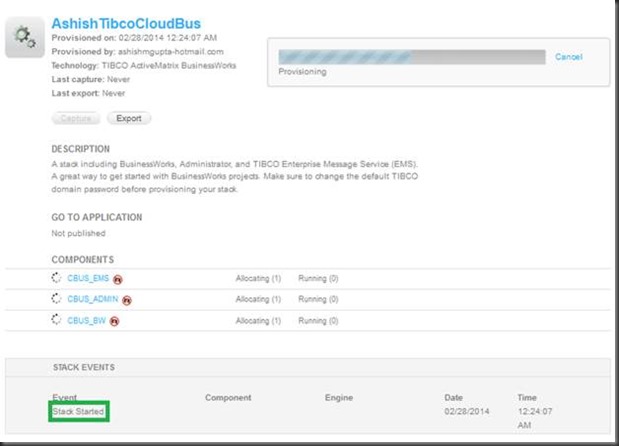 AshishTibcoCloudBus
Provisioned on: 02/28/2014 12:24:07 AM
Provisioned by: ashishmgupta-hotmail.com
Technology: TIBCO ActiveMatrix BusinessWorks
Last capture: Never
Last export: Never
Cancel
Provisioning
Capture
Export
DESCRIPTION
A stack including BusinessWorks, Administrator, and TIBCO Enterprise Message Service (EMS).
A great way to get started with BusinessWorks projects. Make sure to change the default TIBCO
domain password before provisioning your stack.
GO TO APPLICATION
Not published
COMPONENTS
CBUS_EMS Allocating (1) Running (0)
CBUS_ADMIN Allocating (1) Running (0)
CBUS_BW Allocating (1) Running (0)
STACK EVENTS
Event Component Engine Date Time
Stack Started 02/28/2014 12:24:07
AM